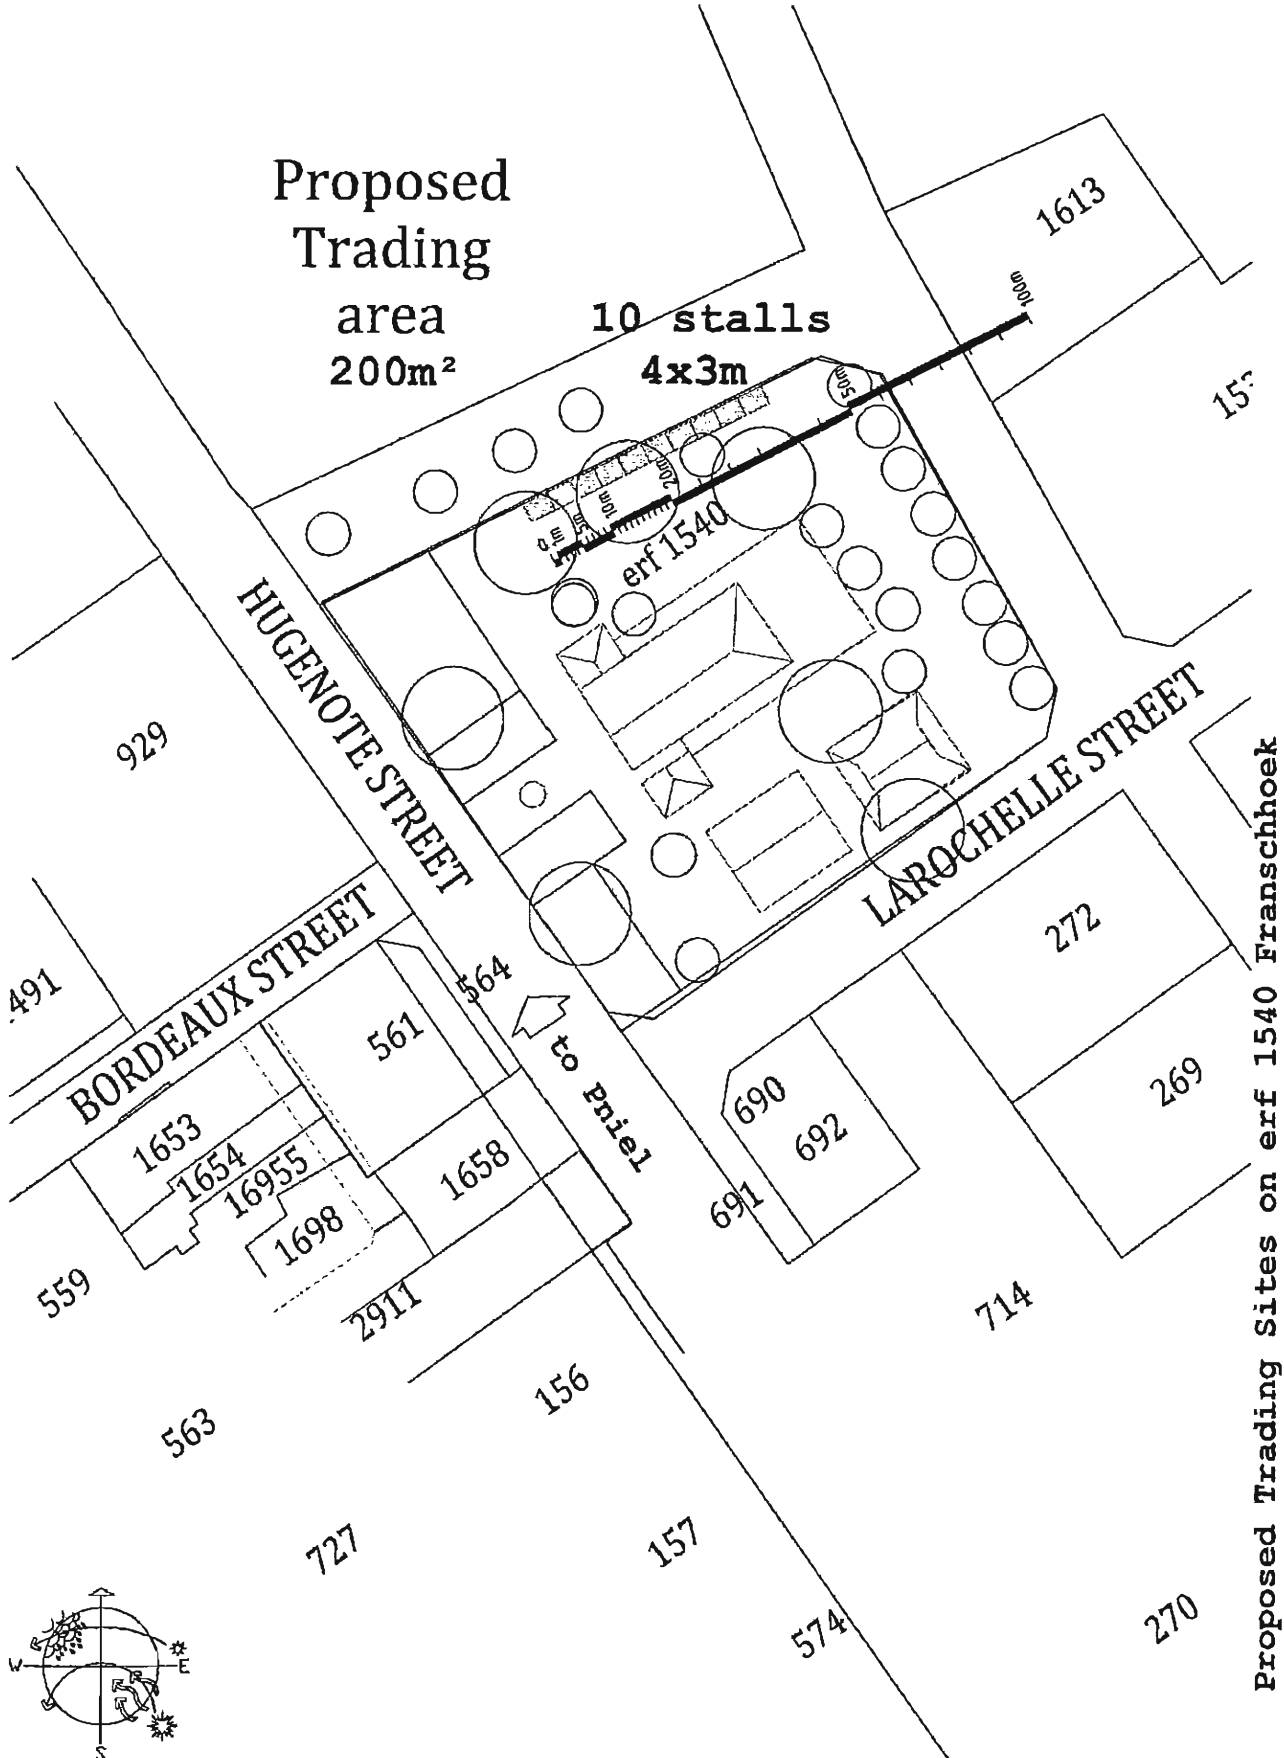 Proposed
Trading
area
200m²
10 stalls
4x3m
1613
100m
50m
20m
10m
5m
1m
0
erf 1540
HUGENOTE STREET
929
LAROCHELLE STREET
BORDEAUX STREET
272
564
491
561
to Pniel
269
690
692
1653
1654
16955
1658
691
1698
559
2911
714
156
563
157
727
574
270
W
E
S
Proposed Trading Sites on erf 1540 Franschhoek